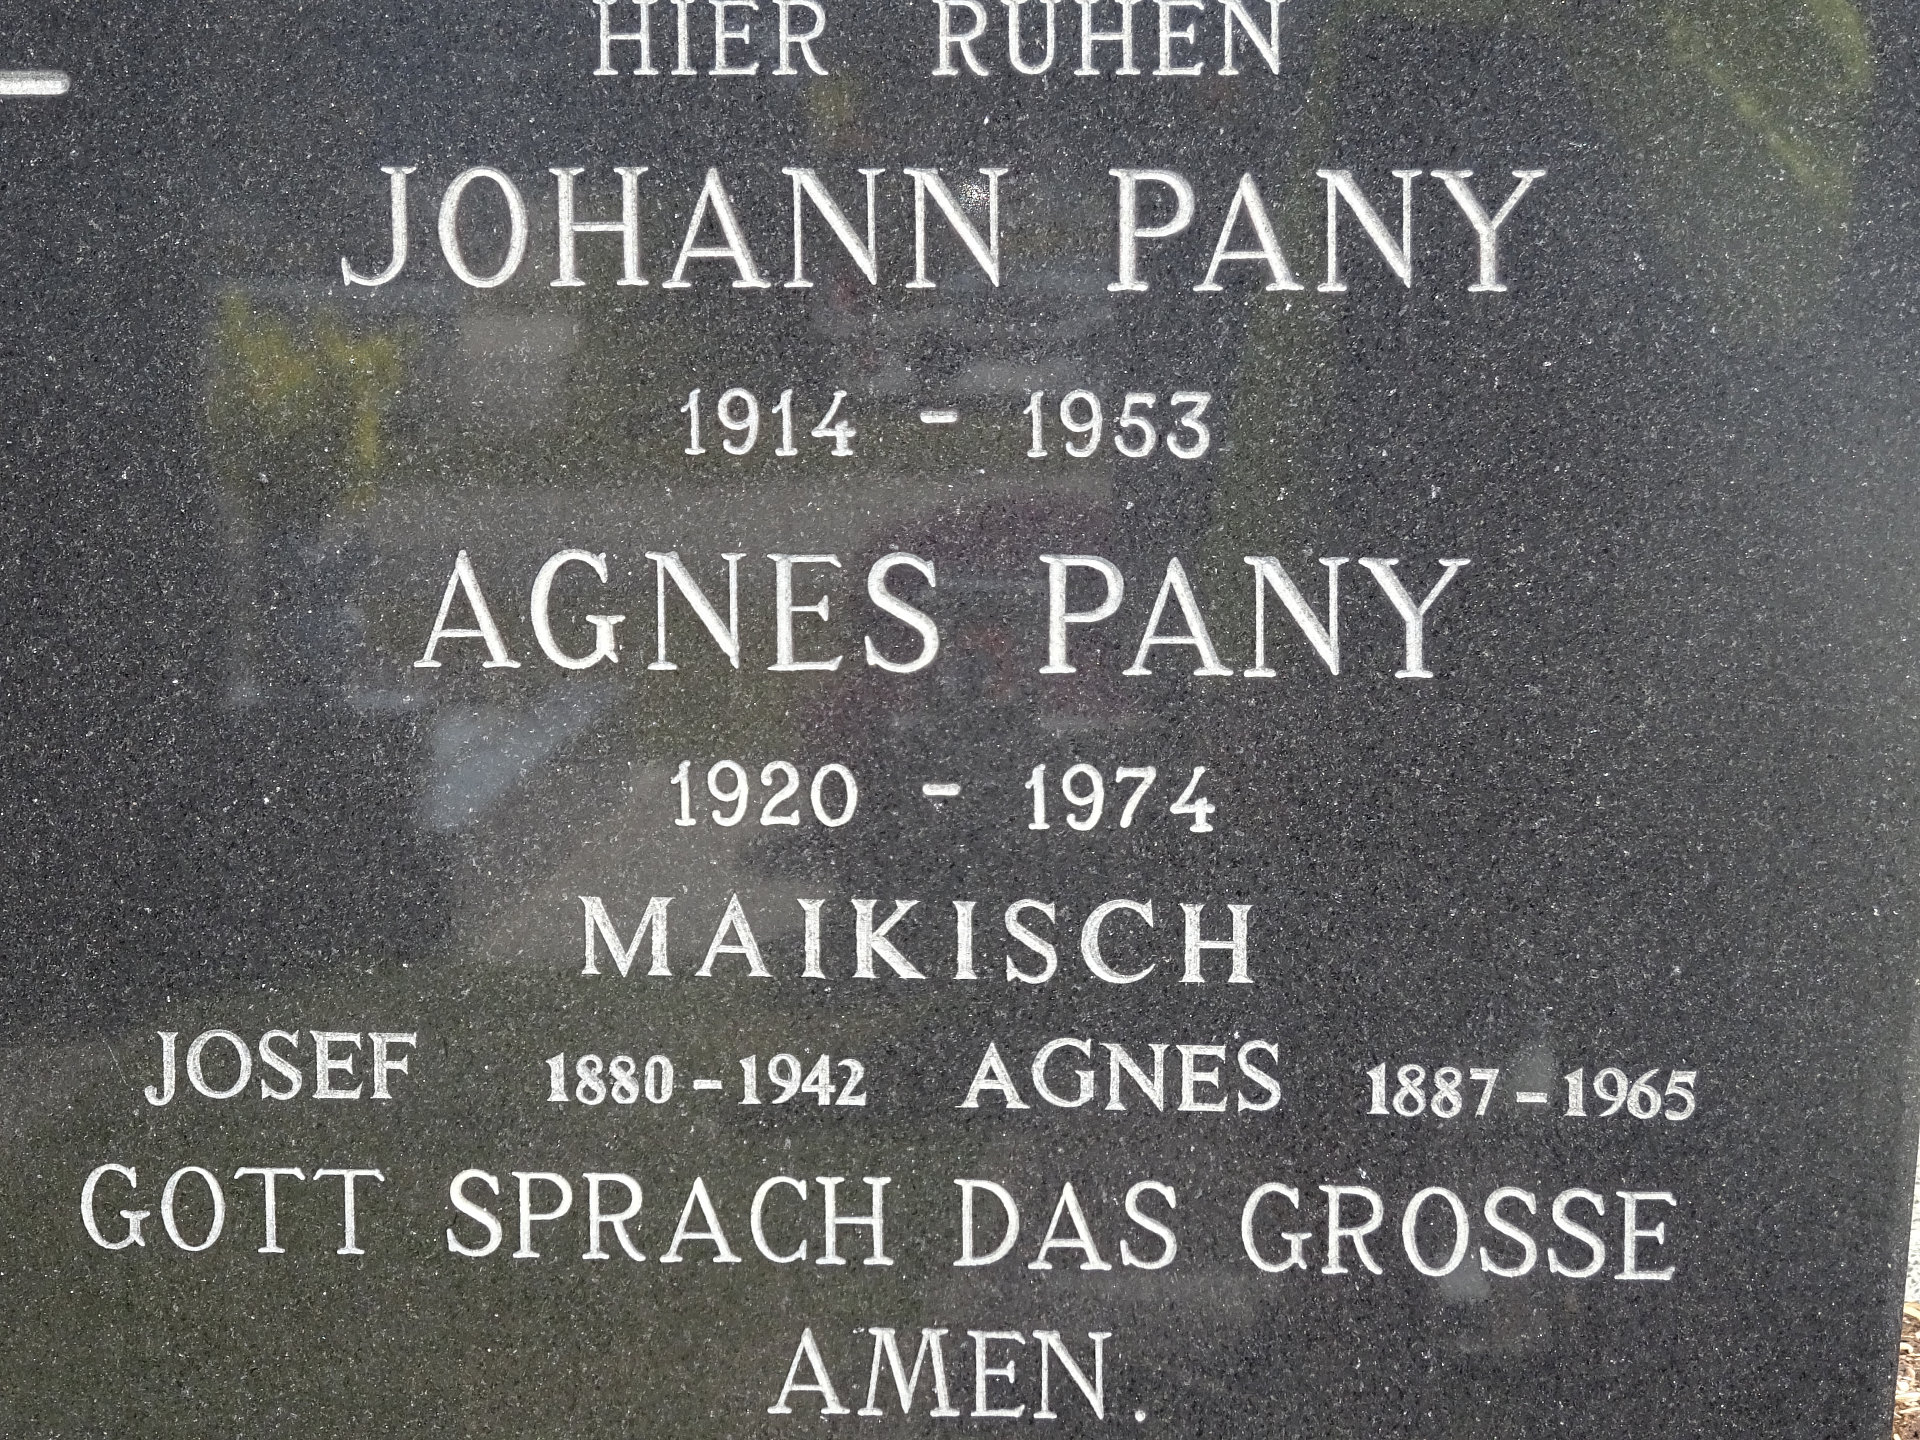 HIER RUHEN
JOHANN PANY
1914 - 1953
AGNES PANY
1920 - 1974
MAIKISCH
JOSEF 1880 - 1942 AGNES 1887 - 1965
GOTT SPRACH DAS GROSSE
AMEN.